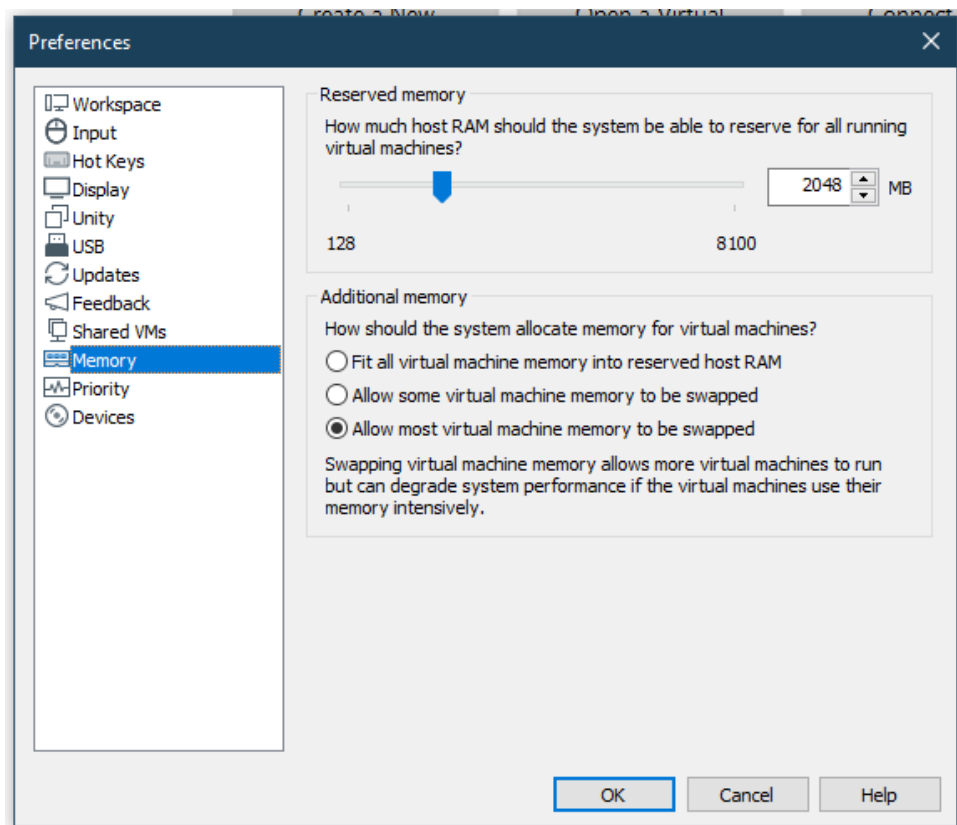 Create a New
Open a Virtual
Connect
Preferences
Workspace
Input
Hot Keys
Display
Unity
USB
Updates
Feedback
Shared VMs
Memory
Priority
Devices
Reserved memory
How much host RAM should the system be able to reserve for all running
virtual machines?
2048 MB
128 8100
Additional memory
How should the system allocate memory for virtual machines?
Fit all virtual machine memory into reserved host RAM
Allow some virtual machine memory to be swapped
Allow most virtual machine memory to be swapped
Swapping virtual machine memory allows more virtual machines to run
but can degrade system performance if the virtual machines use their
memory intensively.
OK Cancel Help